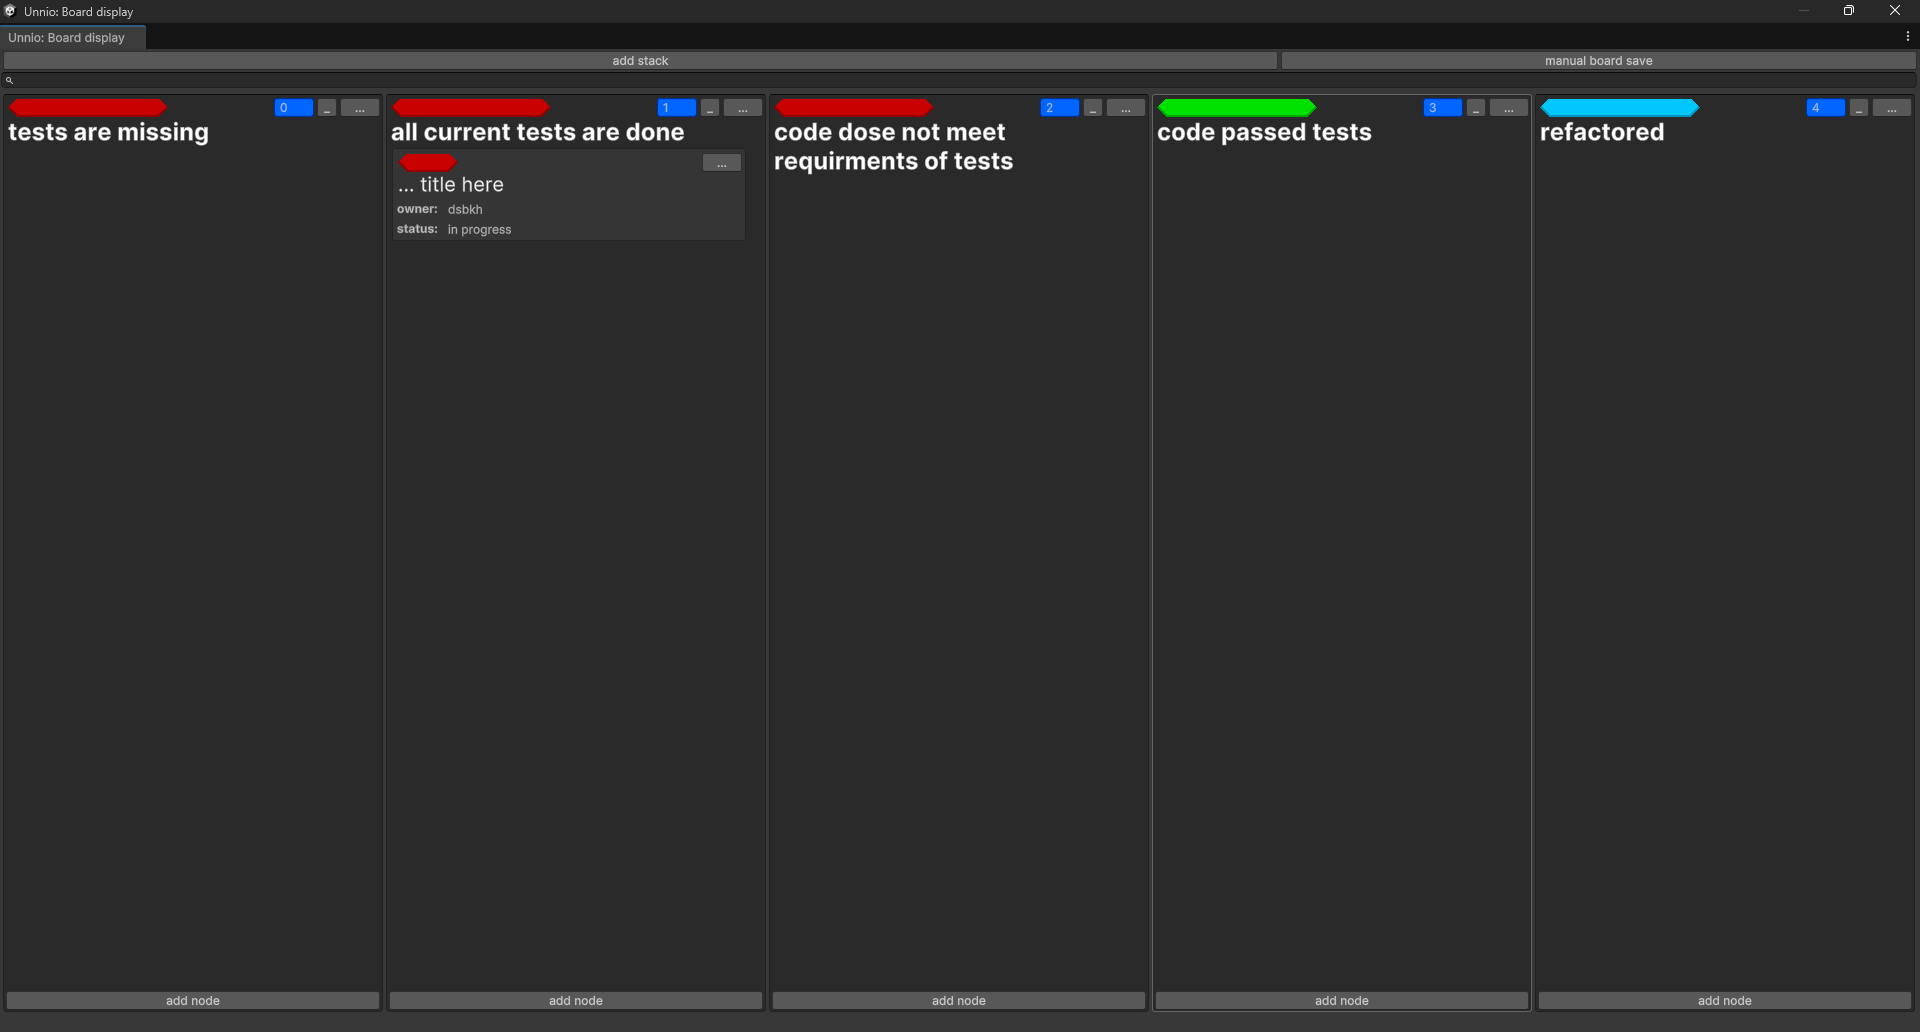 Unnio: Board display
Unnio: Board display
add stack
manual board save
0 _ ...
tests are missing
add node
1 _ ...
all current tests are done
...
... title here
owner: dsbkh
status: in progress
add node
2 _ ...
code dose not meet
requirments of tests
add node
3 _ ...
code passed tests
add node
4 _ ...
refactored
add node